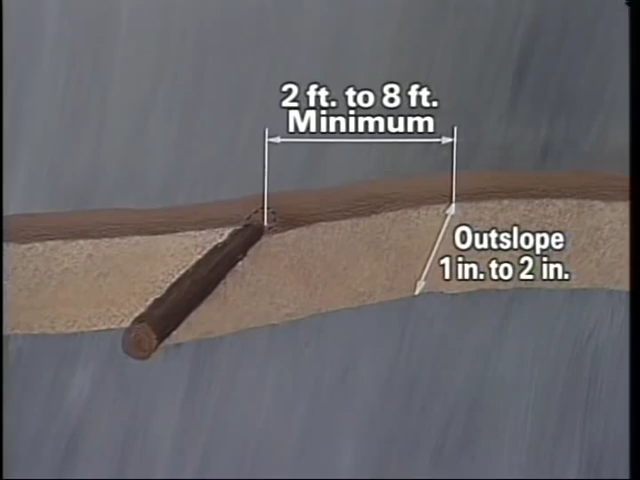 2 ft. to 8 ft.
Minimum
Outslope
1 in. to 2 in.